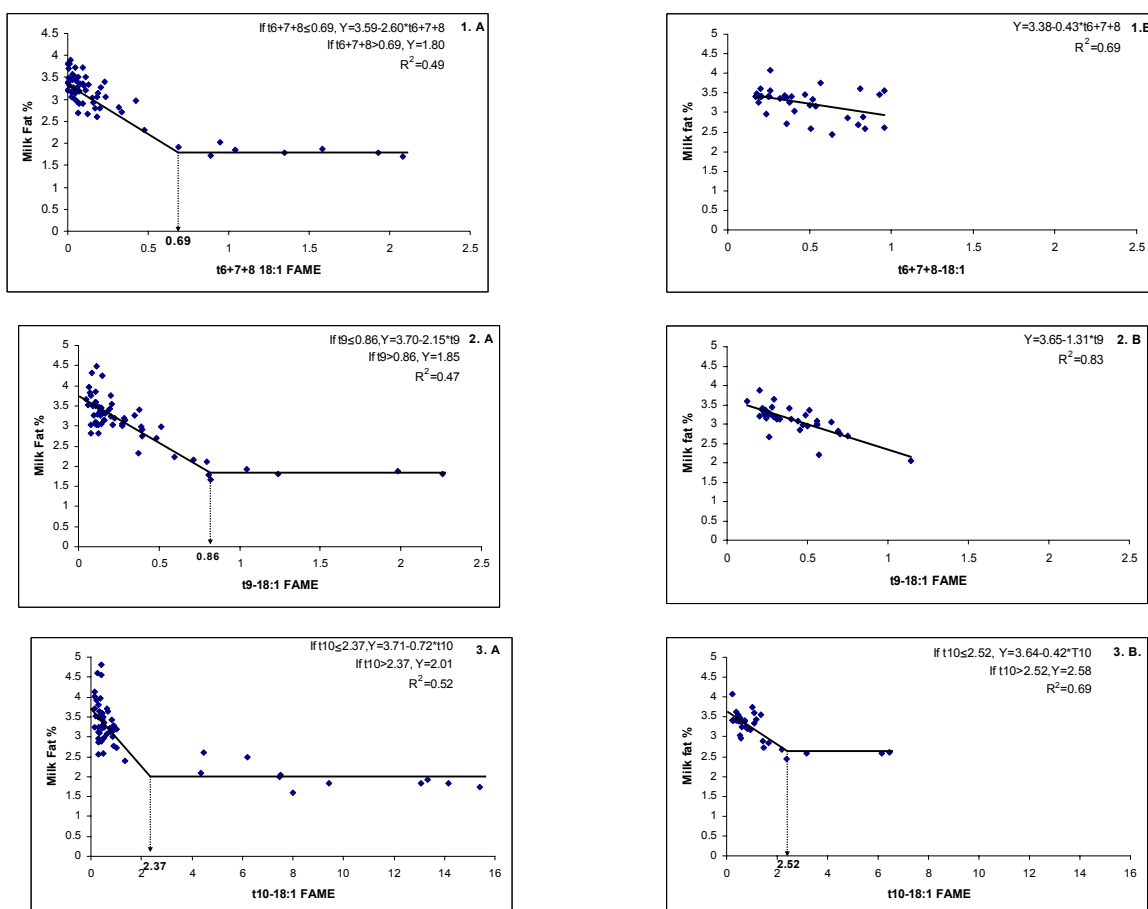 If t6+7+8≤0.69, Y=3.59-2.60*t6+7+8
1. A
If t6+7+8>0.69, Y=1.80
R²=0.49
4.5
4
3.5
3
2.5
2
1.5
1
0.5
0
Milk Fat %
0.69
0 0.5 1 1.5 2 2.5
t6+7+8 18:1 FAME
Y=3.38-0.43*t6+7+8
1.B
R²=0.69
5
4.5
4
3.5
3
2.5
2
1.5
1
0.5
0
Milk fat %
0 0.5 1 1.5 2 2.5
t6+7+8-18:1
If t9≤0.86,Y=3.70-2.15*t9
2. A
If t9>0.86, Y=1.85
R²=0.47
5
4.5
4
3.5
3
2.5
2
1.5
1
0.5
0
Milk Fat %
0.86
0 0.5 1 1.5 2 2.5
t9-18:1 FAME
Y=3.65-1.31*t9
2. B
R²=0.83
5
4.5
4
3.5
3
2.5
2
1.5
1
0.5
0
Milk Fat %
0 0.5 1 1.5 2 2.5
t9-18:1 FAME
If t10≤2.37,Y=3.71-0.72*t10
3. A
If t10>2.37, Y=2.01
R²=0.52
5
4.5
4
3.5
3
2.5
2
1.5
1
0.5
0
Milk Fat %
2.37
0 2 4 6 8 10 12 14 16
t10-18:1 FAME
If t10≤2.52, Y=3.64-0.42*T10
3. B.
If t10>2.52,Y=2.58
R²=0.69
5
4.5
4
3.5
3
2.5
2
1.5
1
0.5
0
Milk fat %
2.52
0 2 4 6 8 10 12 14 16
t10-18:1 FAME